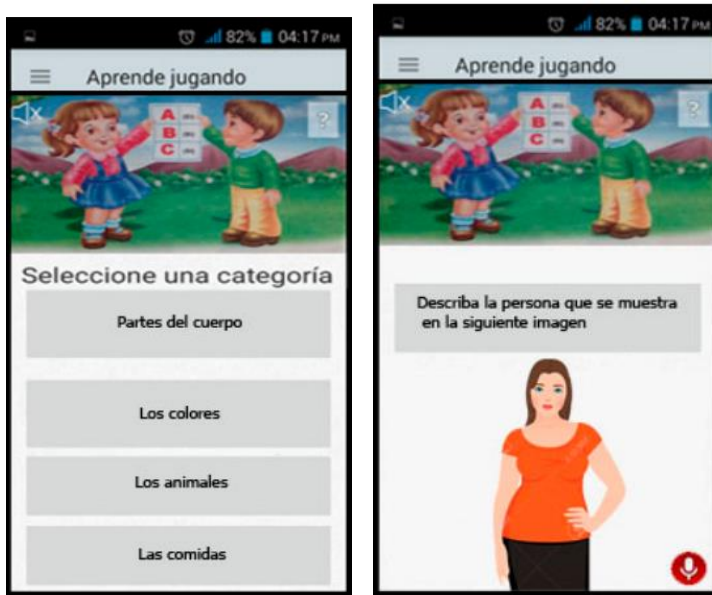 82% 04:17 PM
Aprende jugando
A
B
C
?
Seleccione una categoría
Partes del cuerpo
Los colores
Los animales
Las comidas
82% 04:17 PM
Aprende jugando
A
B
C
?
Describa la persona que se muestra
en la siguiente imagen